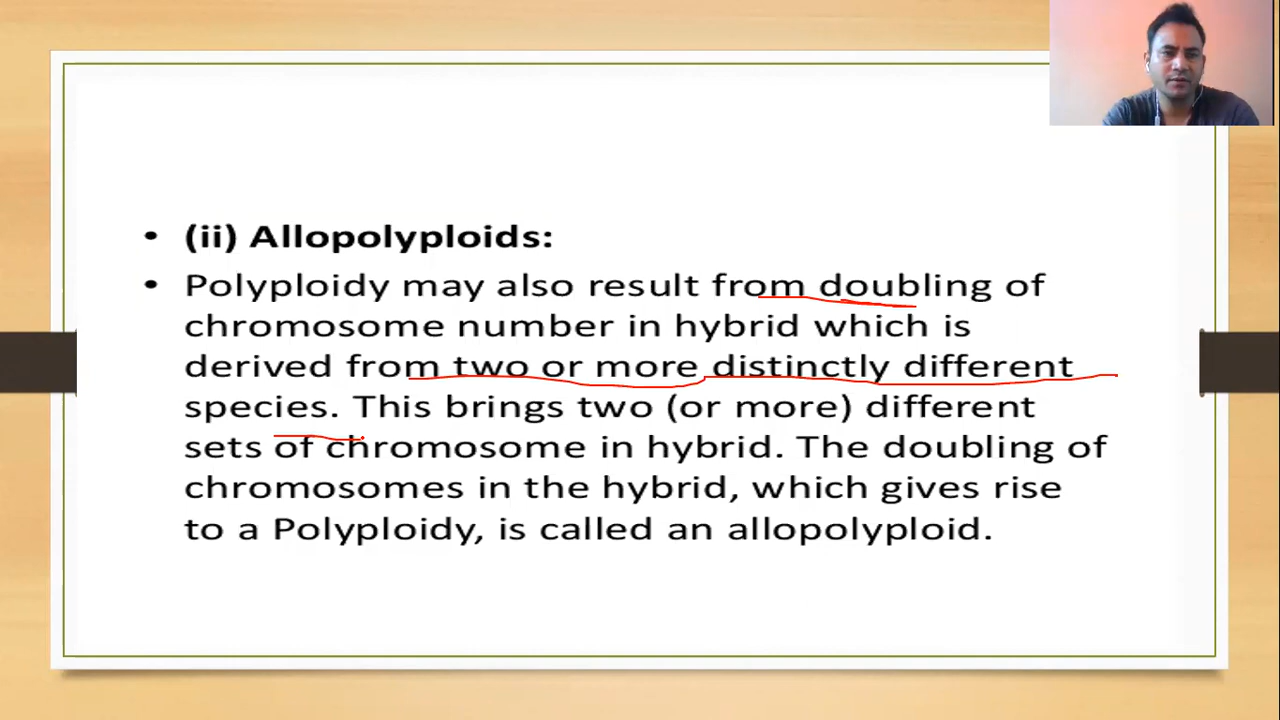 • (ii) Allopolyploids:
• Polyploidy may also result from doubling of
chromosome number in hybrid which is
derived from two or more distinctly different
species. This brings two (or more) different
sets of chromosome in hybrid. The doubling of
chromosomes in the hybrid, which gives rise
to a Polyploidy, is called an allopolyploid.